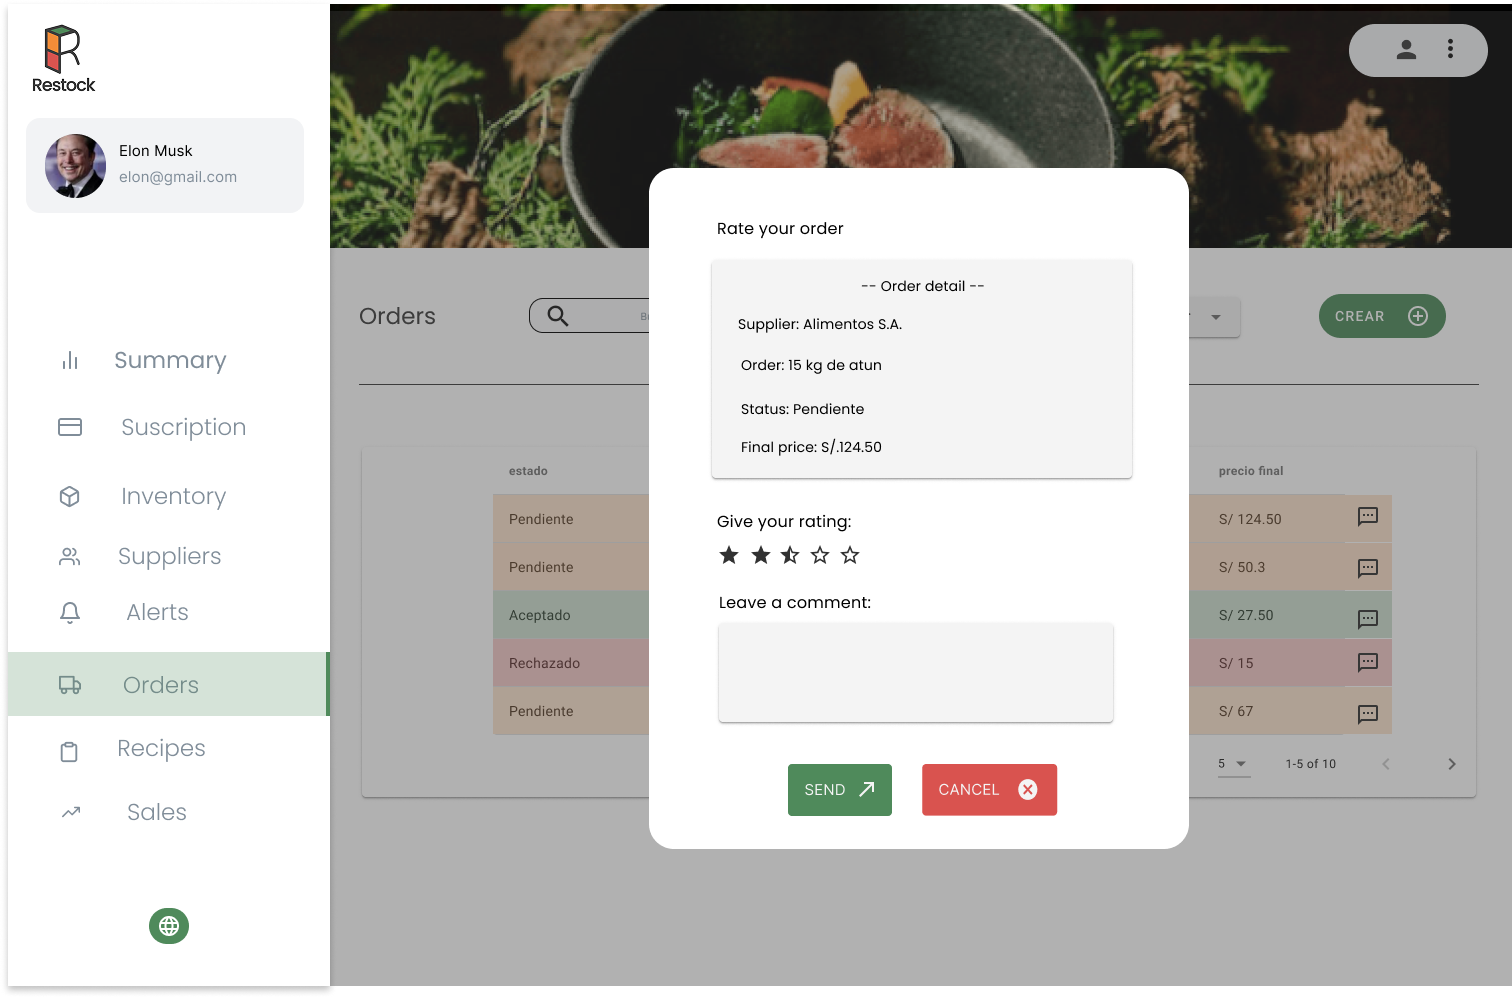 Restock
Elon Musk
elon@gmail.com
Summary
Suscription
Inventory
Suppliers
Alerts
Orders
Recipes
Sales
Orders
CREAR
Rate your order
-- Order detail --
Supplier: Alimentos S.A.
Order: 15 kg de atun
Status: Pendiente
Final price: S/.124.50
Give your rating:
Leave a comment:
SEND
CANCEL
estado
precio final
Pendiente
S/ 124.50
Pendiente
S/ 50.3
Aceptado
S/ 27.50
Rechazado
S/ 15
Pendiente
S/ 67
5
1-5 of 10